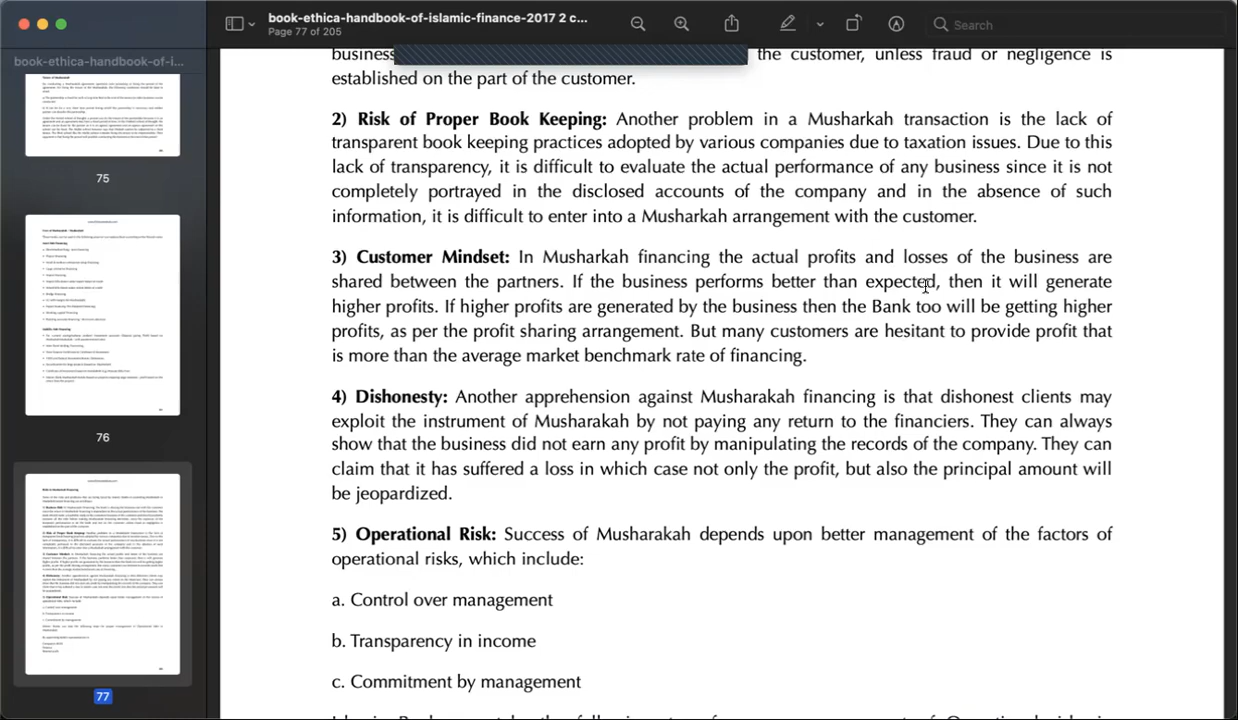 book-ethica-handbook-of-islamic-finance-2017 2 c...
Page 77 of 205
Search
book-ethica-handbook-of-i...
75
76
77
business the customer, unless fraud or negligence is
established on the part of the customer.
2) Risk of Proper Book Keeping: Another problem in a Musharkah transaction is the lack of
transparent book keeping practices adopted by various companies due to taxation issues. Due to this
lack of transparency, it is difficult to evaluate the actual performance of any business since it is not
completely portrayed in the disclosed accounts of the company and in the absence of such
information, it is difficult to enter into a Musharkah arrangement with the customer.
3) Customer Mindset: In Musharkah financing the actual profits and losses of the business are
shared between the partners. If the business performs better than expected, then it will generate
higher profits. If higher profits are generated by the business then the Bank too will be getting higher
profits, as per the profit sharing arrangement. But many customers are hesitant to provide profit that
is more than the average market benchmark rate of financing.
4) Dishonesty: Another apprehension against Musharakah financing is that dishonest clients may
exploit the instrument of Musharakah by not paying any return to the financiers. They can always
show that the business did not earn any profit by manipulating the records of the company. They can
claim that it has suffered a loss in which case not only the profit, but also the principal amount will
be jeopardized.
5) Operational Risk: Success of Musharakah depends upon better management of the factors of
operational risks, which include:
a. Control over management
b. Transparency in income
c. Commitment by management